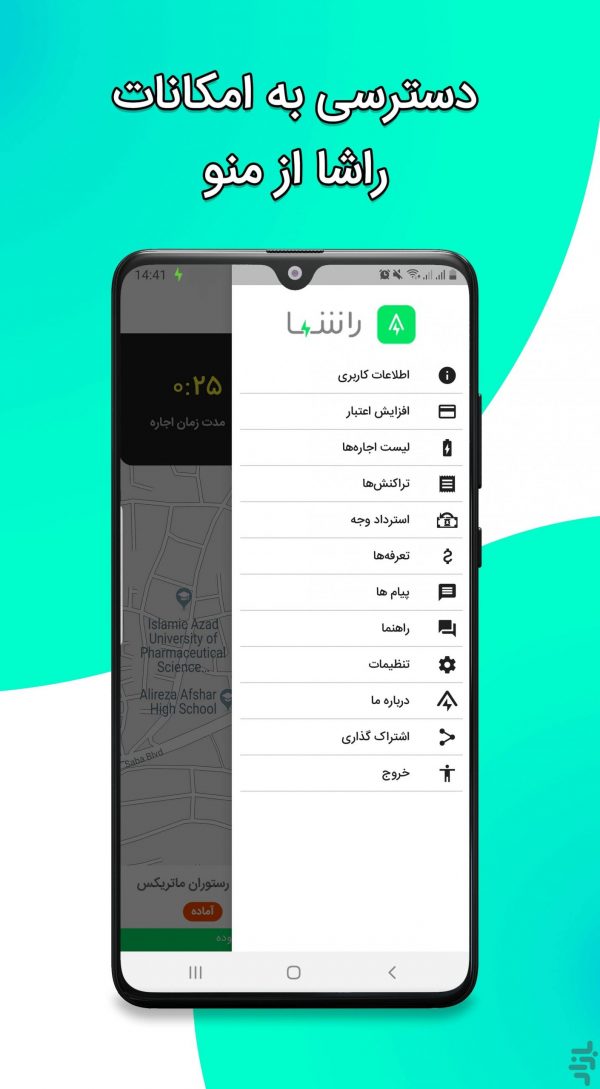 دسترسی به امکانات
راشا از منو
14:41
راشا
اطلاعات کاربری
افزایش اعتبار
لیست اجاره‌ها
تراکنش‌ها
استرداد وجه
تعرفه‌ها
پیام ها
راهنما
تنظیمات
درباره ما
اشتراک گذاری
خروج
۰:۲۵
مدت زمان اجاره
Islamic Azad
University of
Pharmaceutical
Science...
Alireza Afshar
High School
Saba Blvd
رستوران ماتریکس
آماده
بازار